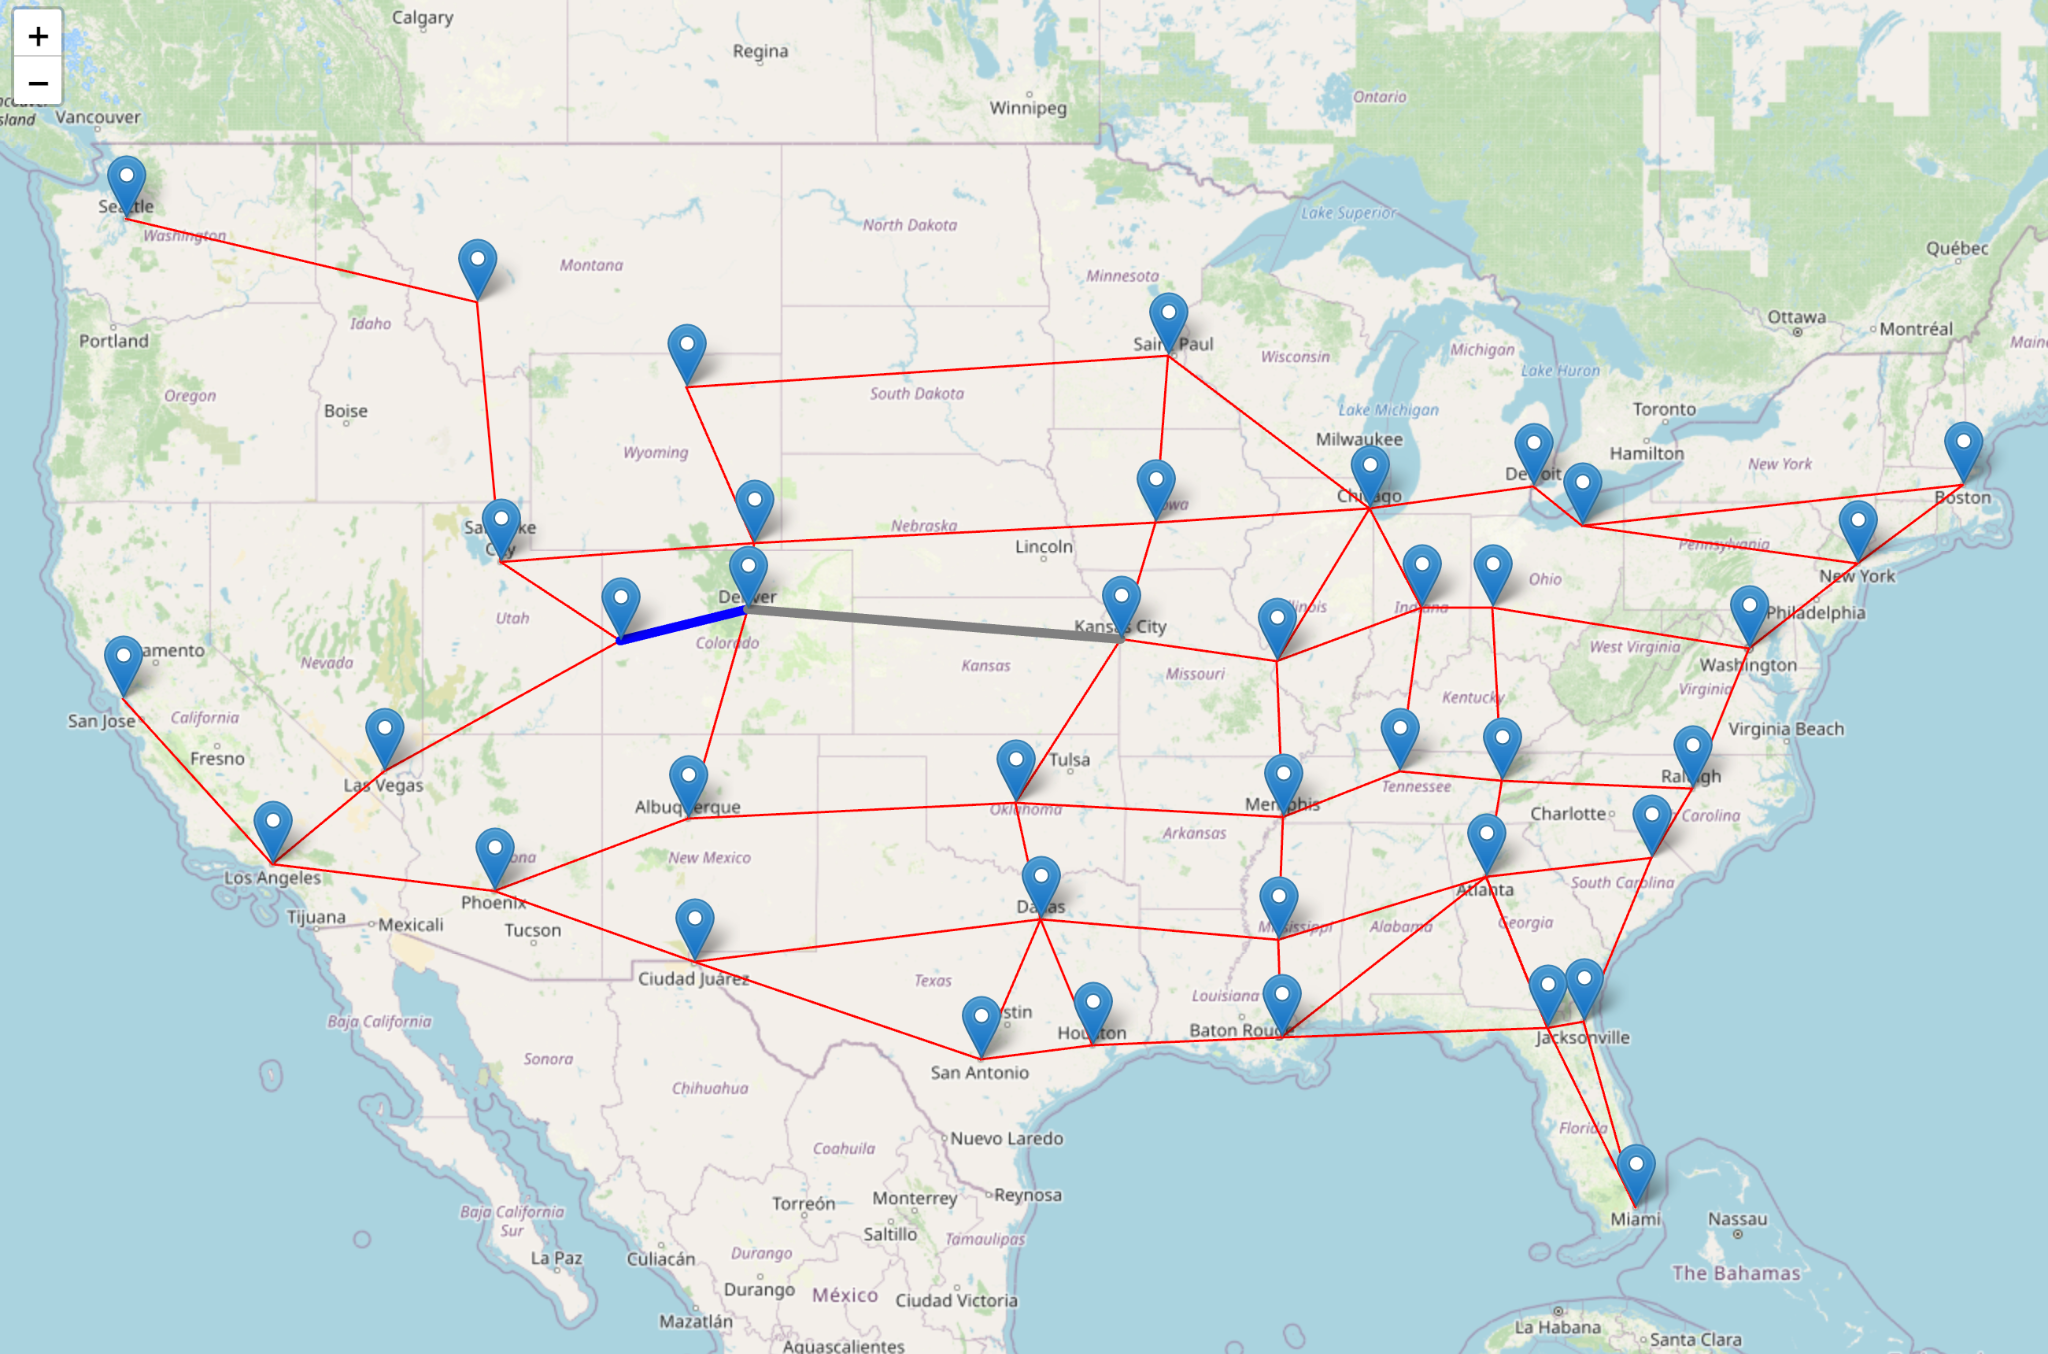 +
−
Calgary
Regina
Winnipeg
Vancouver
Ontario
Québec
Lake Superior
Washington
North Dakota
Montana
Minnesota
Ottawa
Montréal
Idaho
Portland
Wisconsin
Michigan
Lake Huron
Oregon
Boise
South Dakota
Lake Michigan
Toronto
Milwaukee
Hamilton
Wyoming
New York
Boston
Nebraska
Lincoln
City
Pennsylvania
New York
Ohio
Utah
Philadelphia
Colorado
Kansas City
Kansas
Missouri
West Virginia
Washington
Nevada
Kentucky
Virginia
San Jose
California
Fresno
Las Vegas
Tulsa
Virginia Beach
Tennessee
Oklahoma
Charlotte
Arkansas
Los Angeles
New Mexico
Phoenix
Atlanta
South Carolina
Tijuana
Mexicali
Tucson
Alabama
Georgia
Ciudad Juárez
Texas
Louisiana
Baton Rouge
Jacksonville
Baja California
Sonora
San Antonio
Chihuahua
Nuevo Laredo
Coahuila
Florida
Monterrey
Reynosa
Torreón
Saltillo
Tamaulipas
Baja California
Sur
La Paz
Culiacán
Durango
Durango
México
Ciudad Victoria
Mazatlán
Aguascalientes
Miami
Nassau
The Bahamas
La Habana
Santa Clara